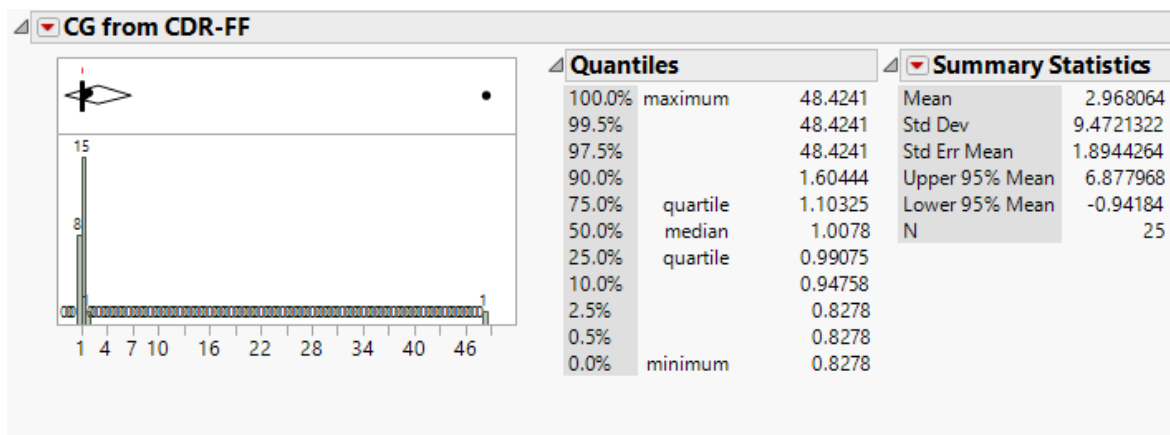 CG from CDR-FF
15
8
1
1
1 4 7 10 16 22 28 34 40 46
Quantiles
100.0% maximum 48.4241
99.5% 48.4241
97.5% 48.4241
90.0% 1.60444
75.0% quartile 1.10325
50.0% median 1.0078
25.0% quartile 0.99075
10.0% 0.94758
2.5% 0.8278
0.5% 0.8278
0.0% minimum 0.8278
Summary Statistics
Mean 2.968064
Std Dev 9.4721322
Std Err Mean 1.8944264
Upper 95% Mean 6.877968
Lower 95% Mean -0.94184
N 25